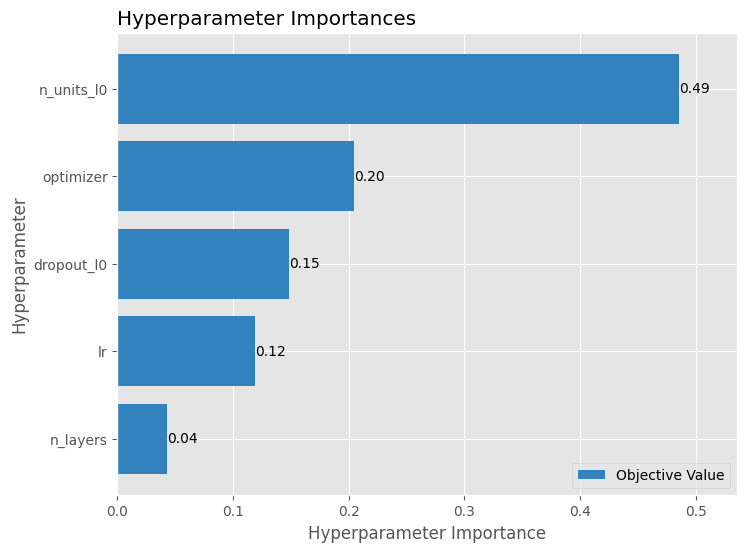 Hyperparameter Importances
Hyperparameter
n_units_l0
0.49
optimizer
0.20
dropout_l0
0.15
lr
0.12
n_layers
0.04
Objective Value
0.0
0.1
0.2
0.3
0.4
0.5
Hyperparameter Importance